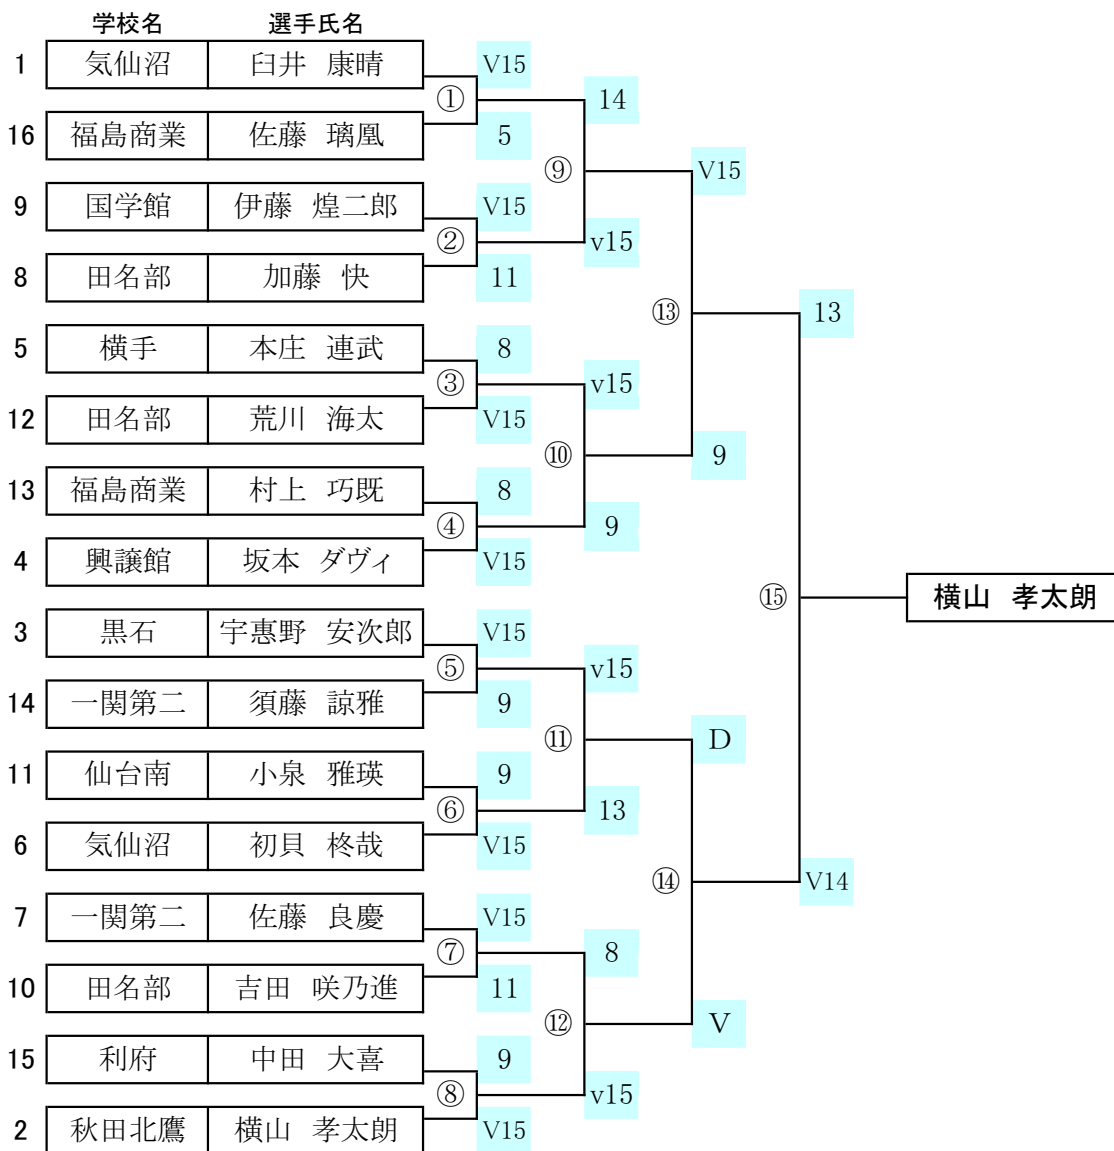 学校名 選手氏名
1 気仙沼 臼井 康晴 V15
① 14
16 福島商業 佐藤 璃凰 5
⑨ V15
9 国学館 伊藤 煌二郎 V15
② v15
8 田名部 加藤 快 11
⑬ 13
5 横手 本庄 連武 8
③ v15
12 田名部 荒川 海太 V15
⑩ 9
13 福島商業 村上 巧既 8
④ 9
4 興譲館 坂本 ダヴィ V15
⑮ 横山 孝太朗
3 黒石 宇惠野 安次郎 V15
⑤ v15
14 一関第二 須藤 諒雅 9
⑪ D
11 仙台南 小泉 雅瑛 9
⑥ 13
6 気仙沼 初貝 柊哉 V15
⑭ V14
7 一関第二 佐藤 良慶 V15
⑦ 8
10 田名部 吉田 咲乃進 11
⑫ V
15 利府 中田 大喜 9
⑧ v15
2 秋田北鷹 横山 孝太朗 V15